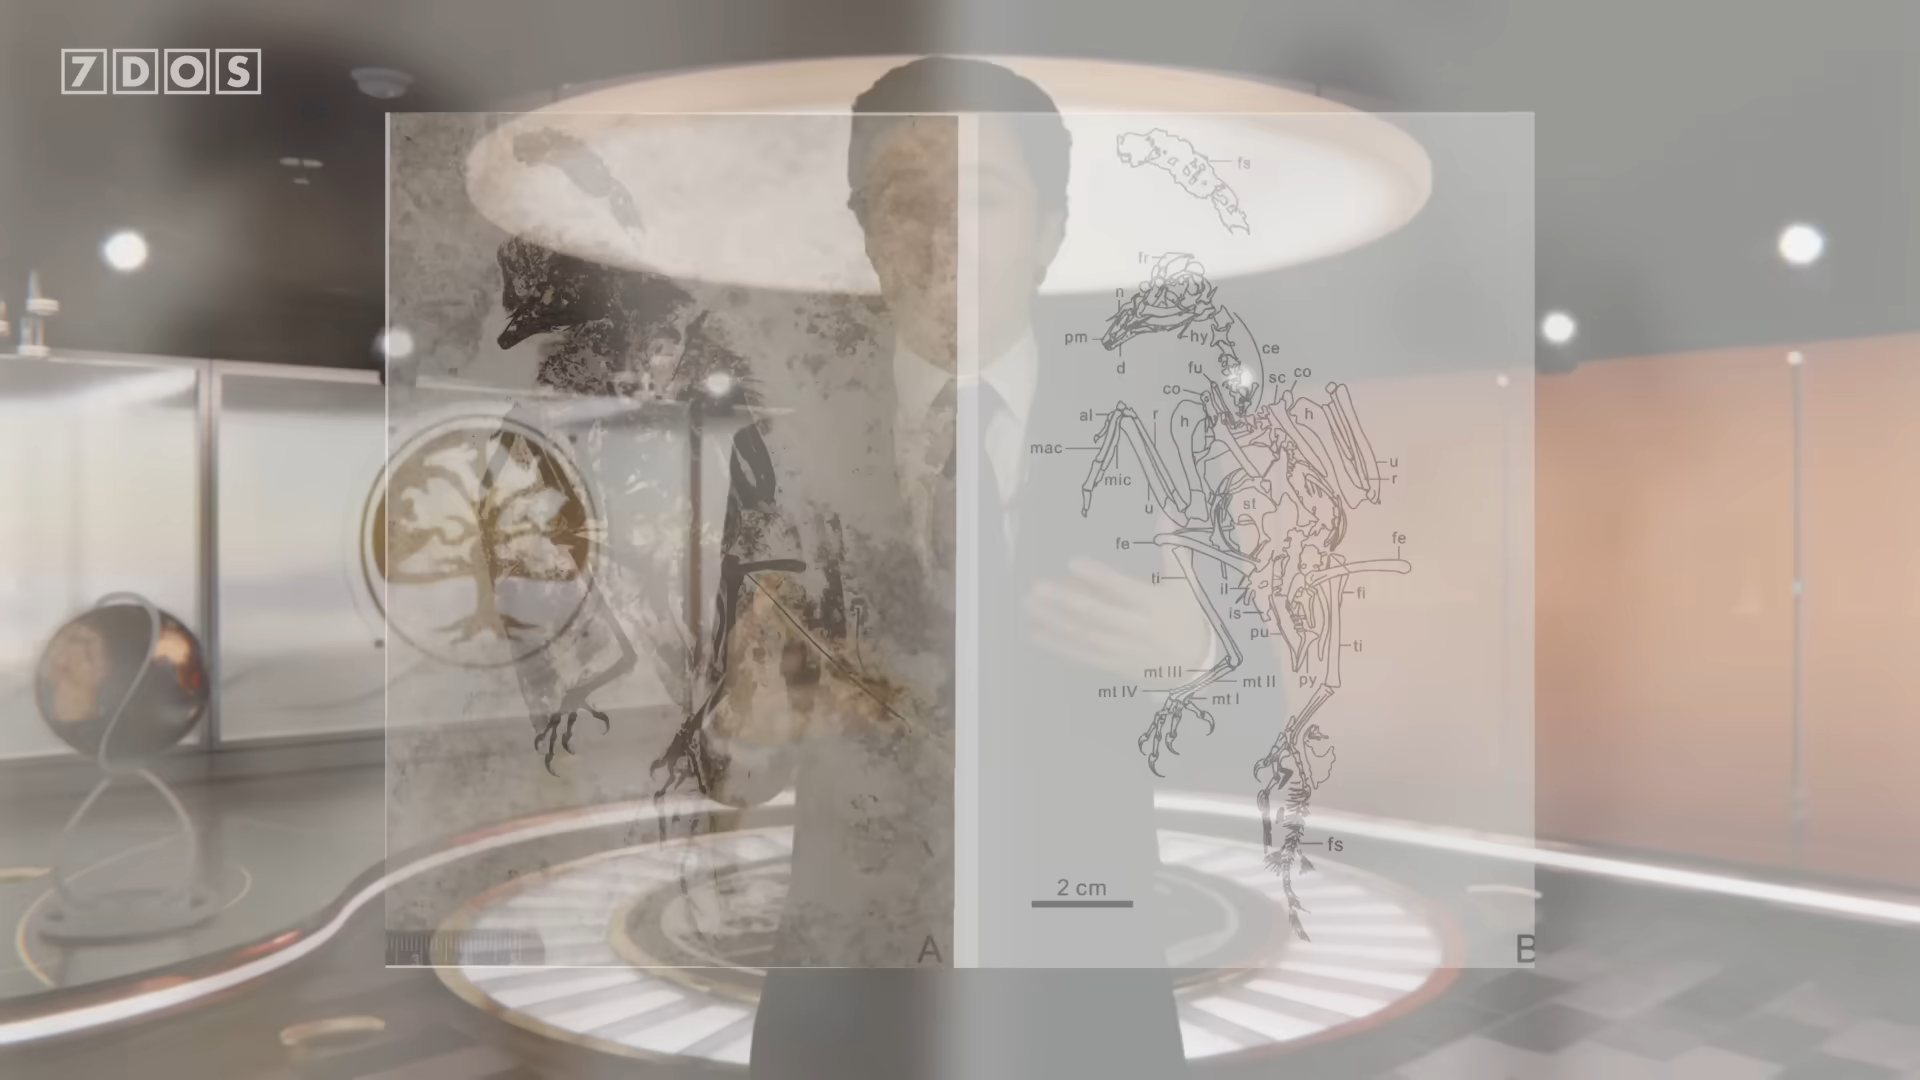 7DOS
fs
fr
n
pm
hy
d
ce
fu
sc
co
co
al
r
h
h
mac
u
r
mic
st
u
fe
fe
ti
il
fi
is
pu
ti
mt III
py
mt II
mt IV
mt I
fs
2 cm
A
B